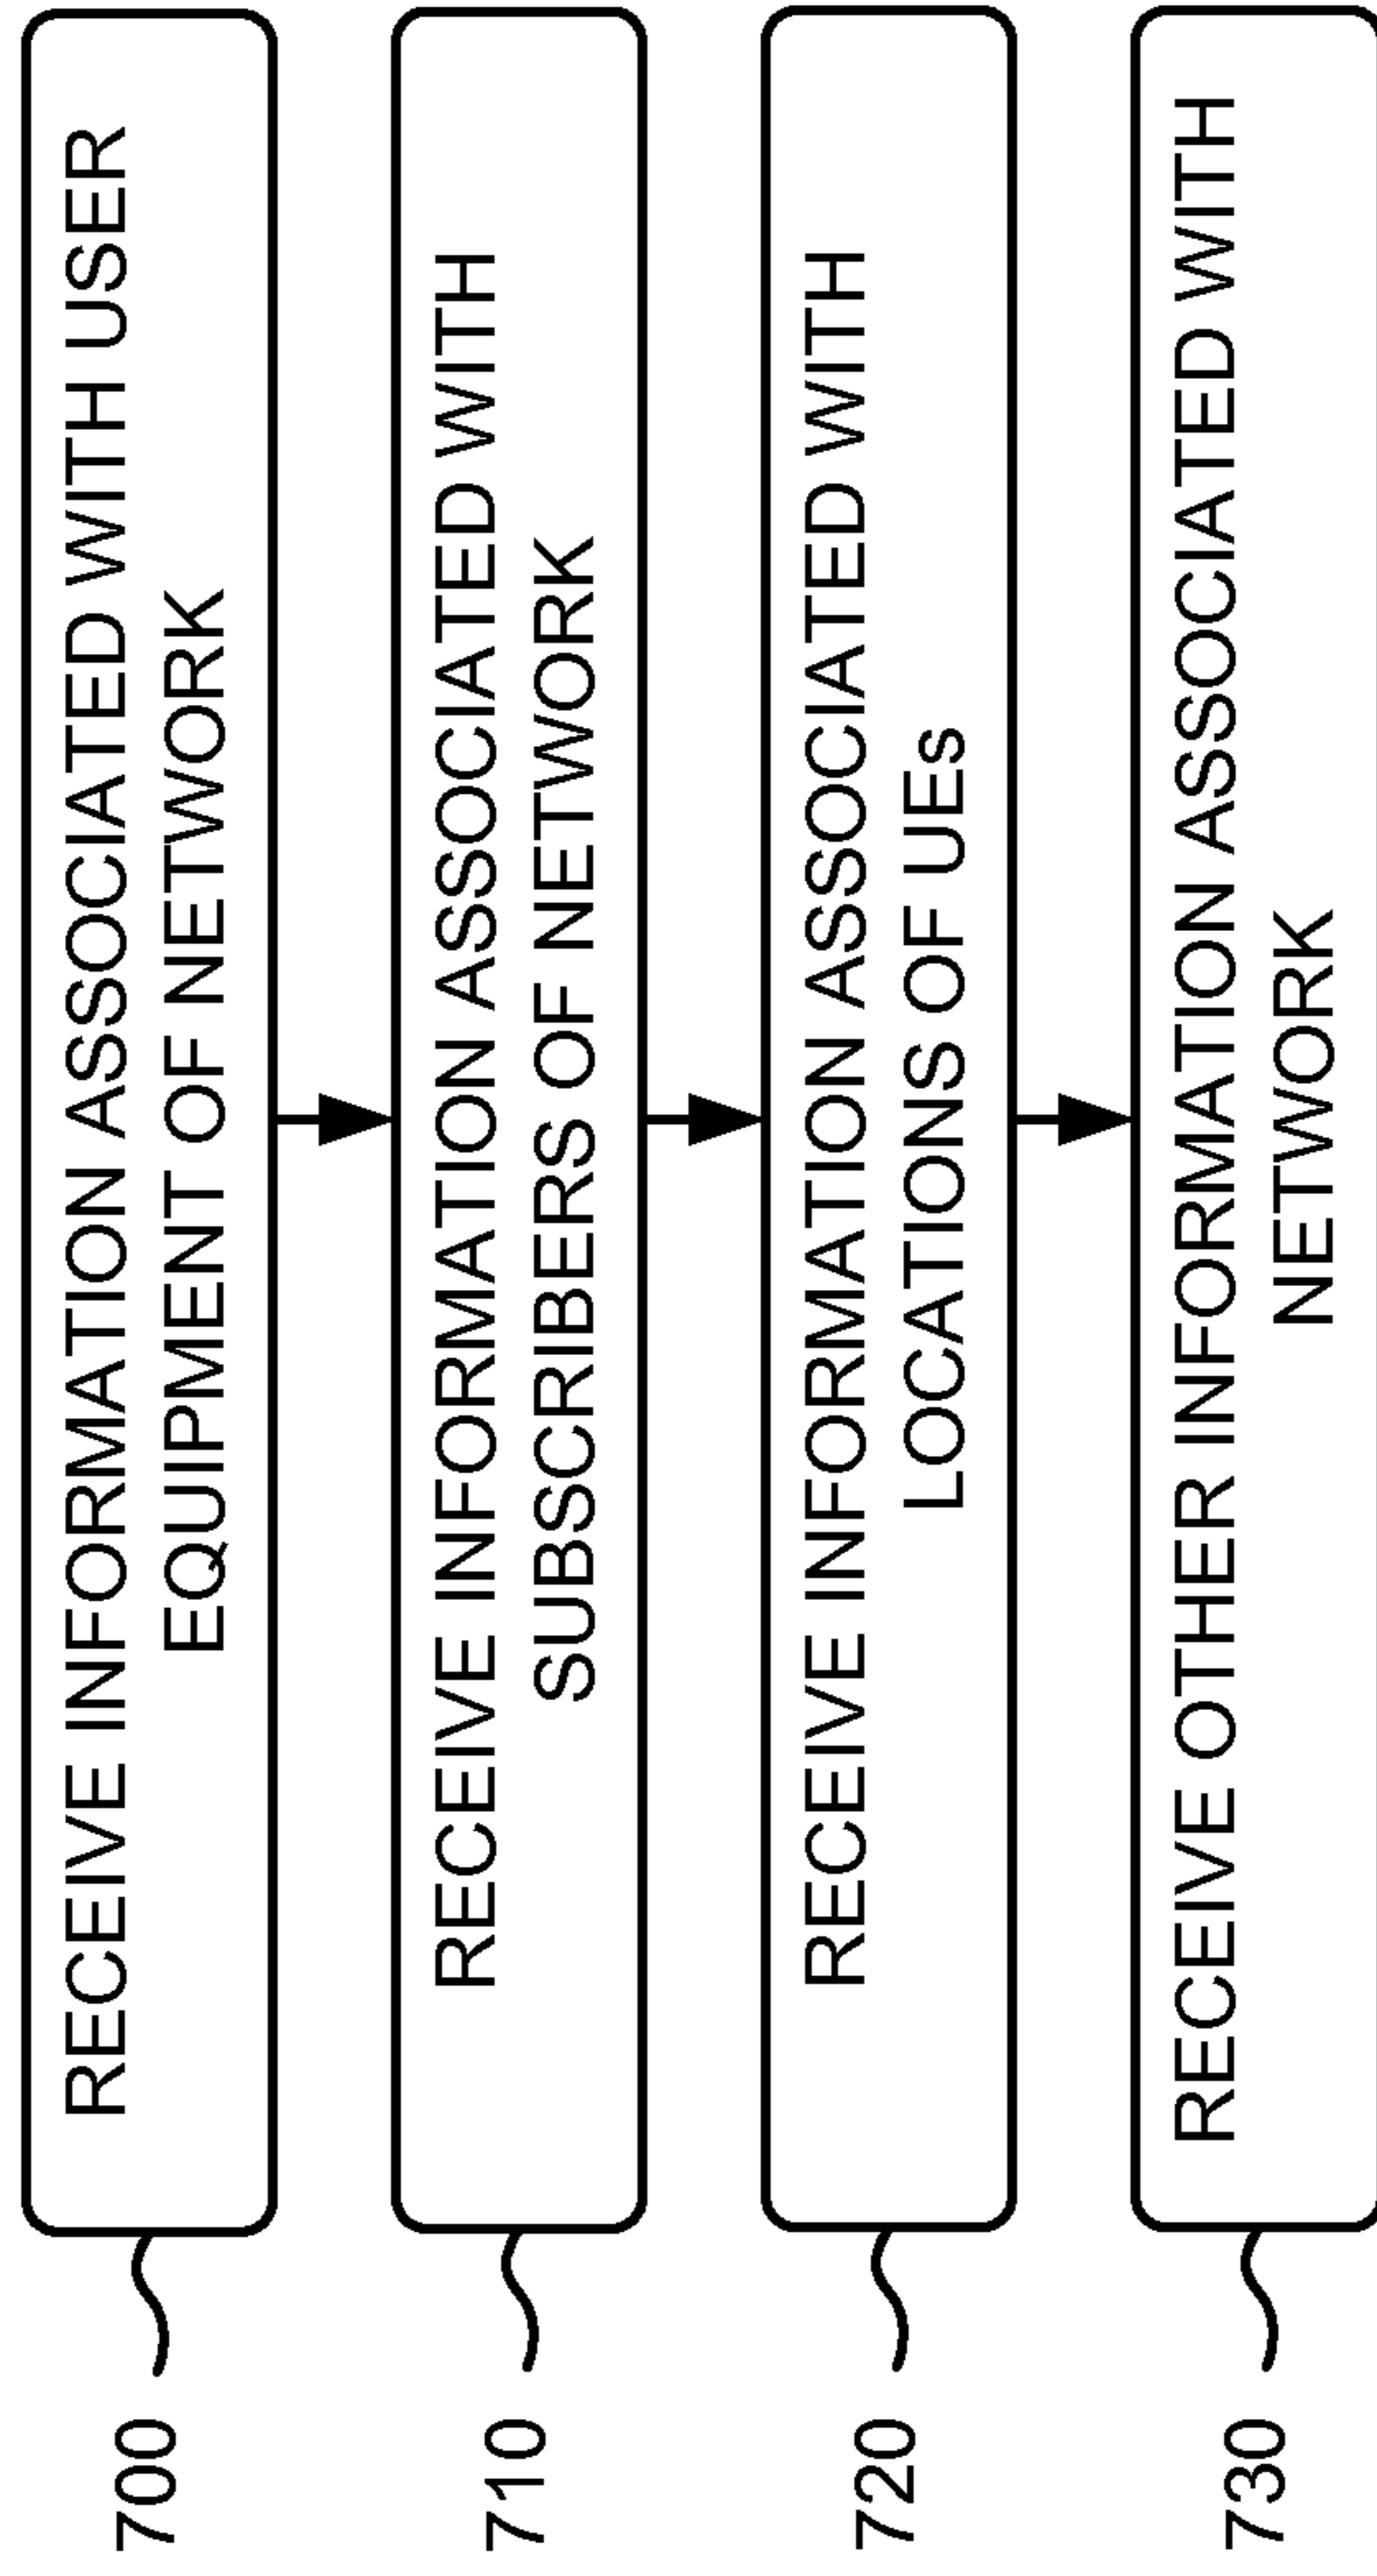 700
RECEIVE INFORMATION ASSOCIATED WITH USER
EQUIPMENT OF NETWORK
710
RECEIVE INFORMATION ASSOCIATED WITH
SUBSCRIBERS OF NETWORK
720
RECEIVE INFORMATION ASSOCIATED WITH
LOCATIONS OF UEs
730
RECEIVE OTHER INFORMATION ASSOCIATED WITH
NETWORK